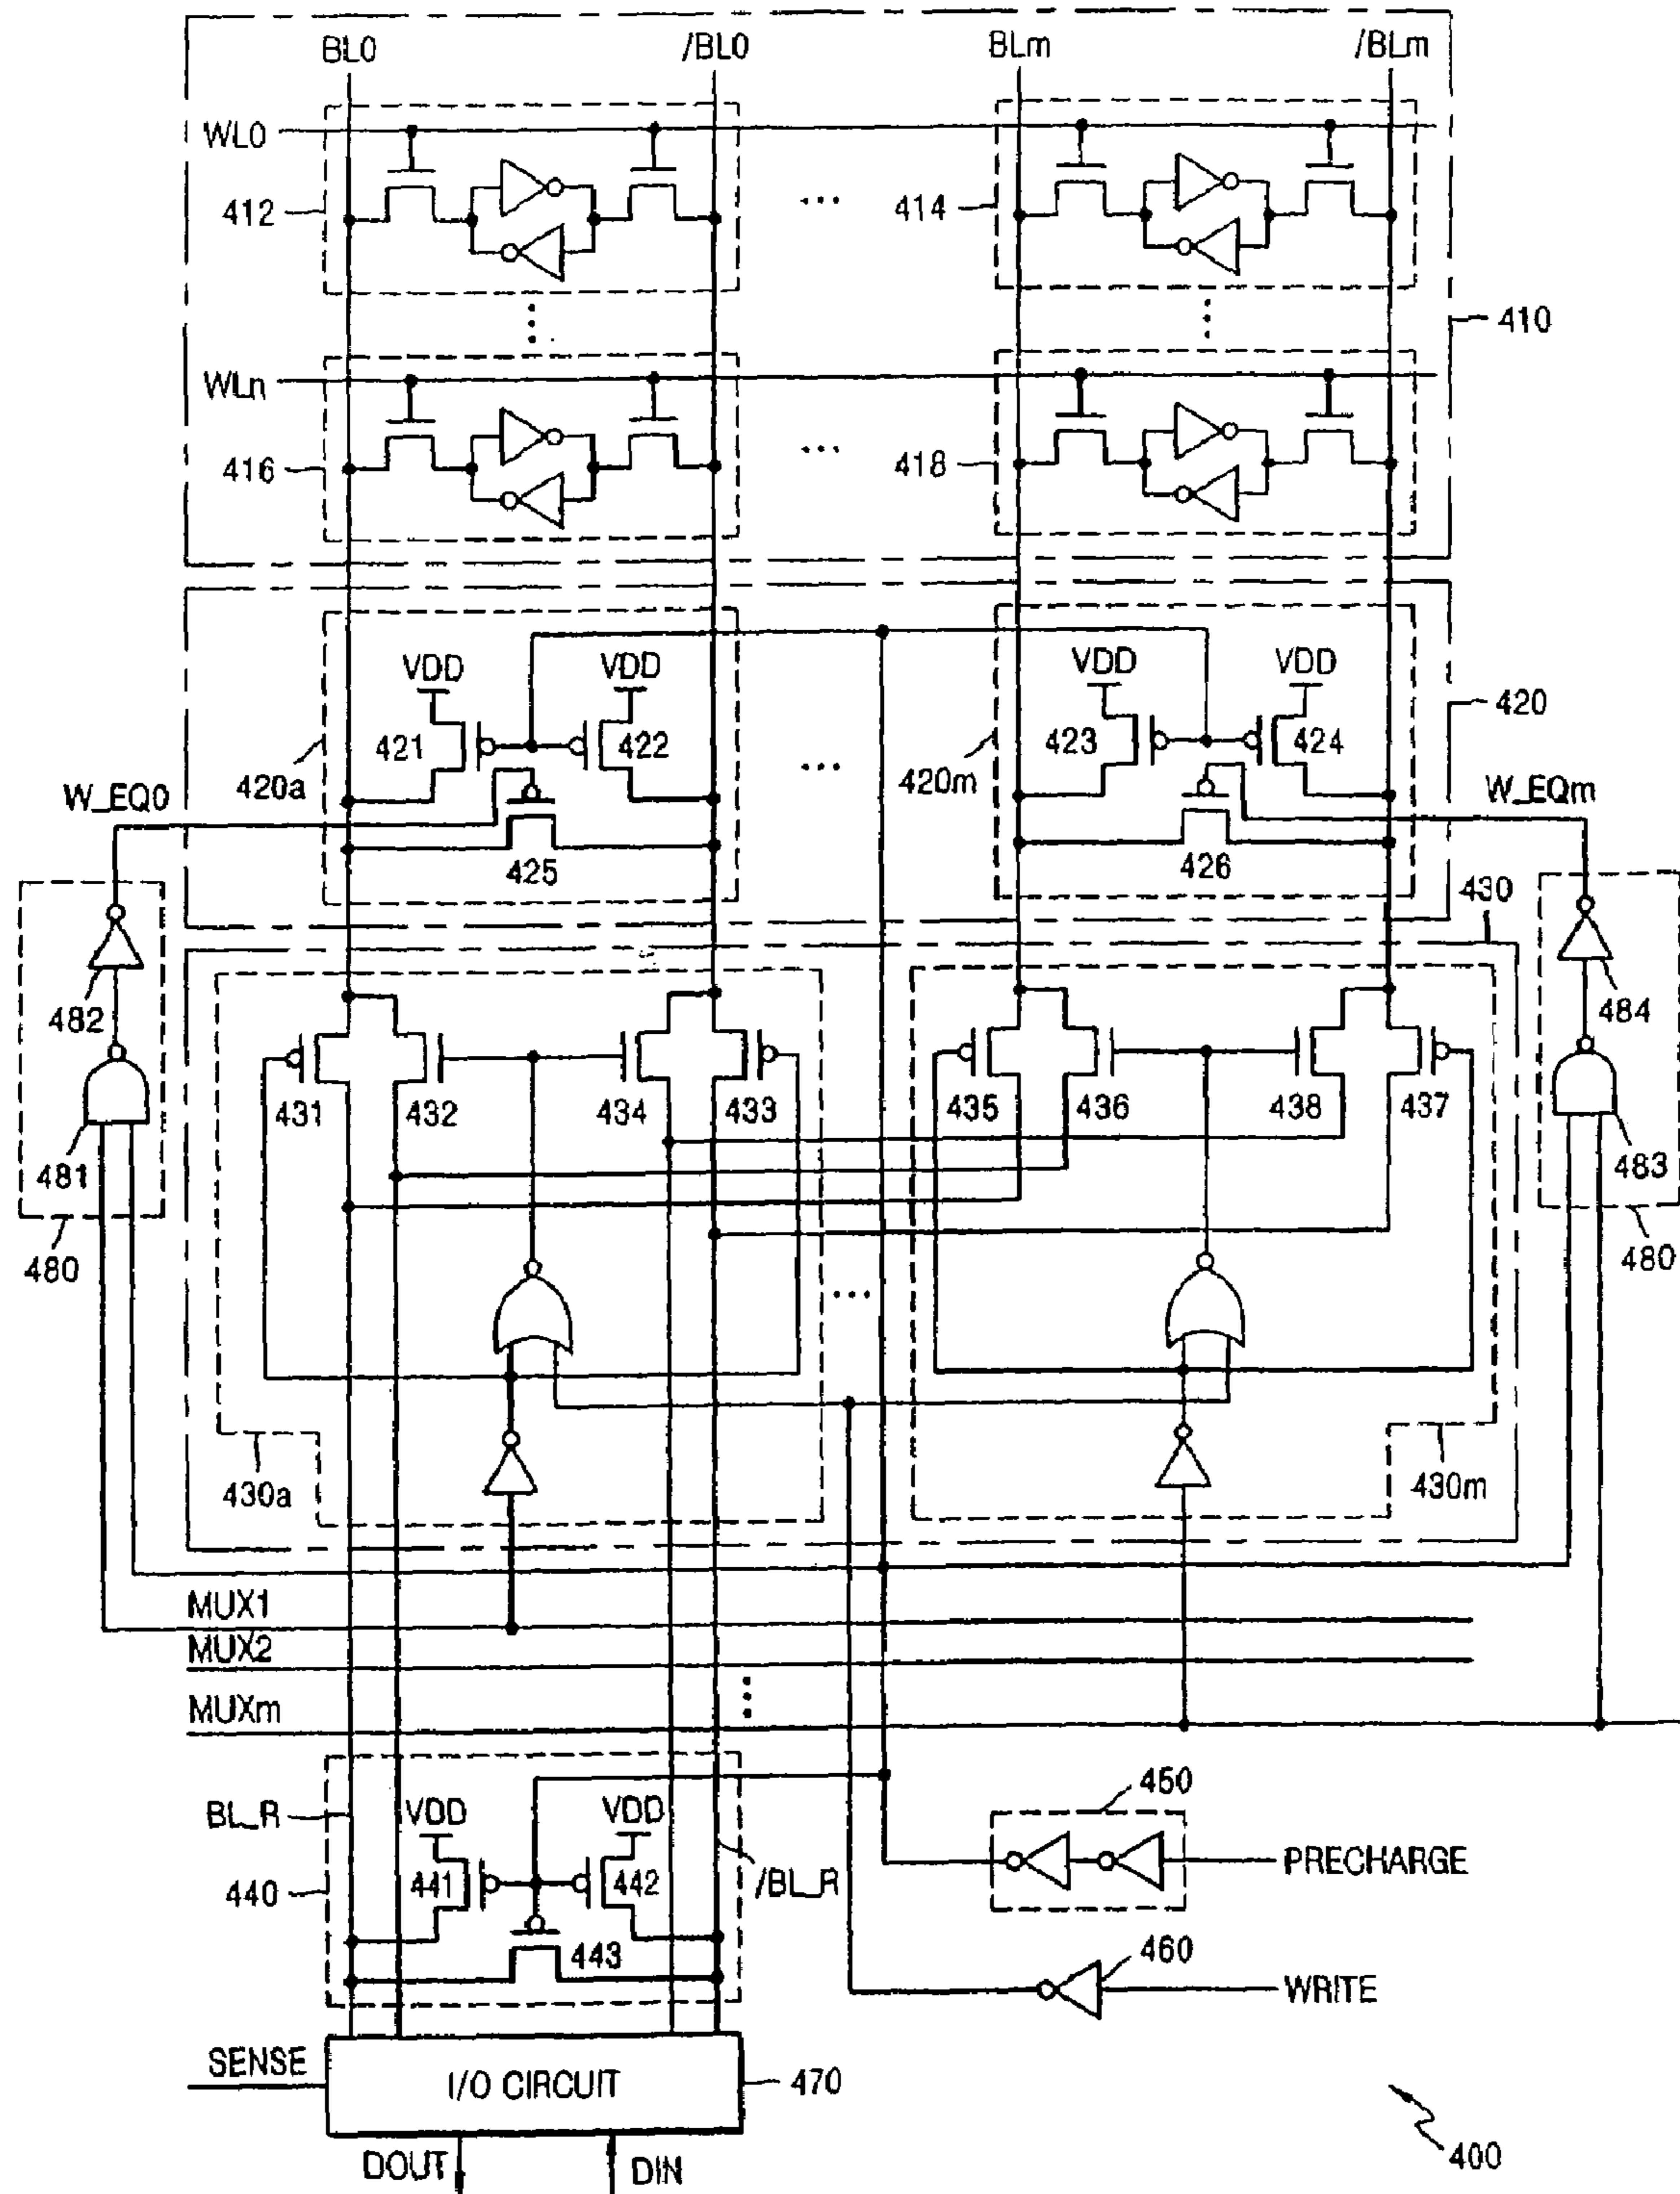 BL0 /BL0 BLm /BLm
WL0
412 ... 414
410
WLn
416 ... 418
VDD VDD VDD VDD 420
421 422 423 424
420a ... 420m
W_EQ0 W_EQm
425 426
430
482 484
431 432 434 433 435 436 438 437
481 483
480 480
...
430a 430m
MUX1
MUX2
MUXm
450
BL_R VDD VDD
PRECHARGE
440 441 442 /BL_R
443 460
WRITE
SENSE
I/O CIRCUIT 470
DOUT DIN
400